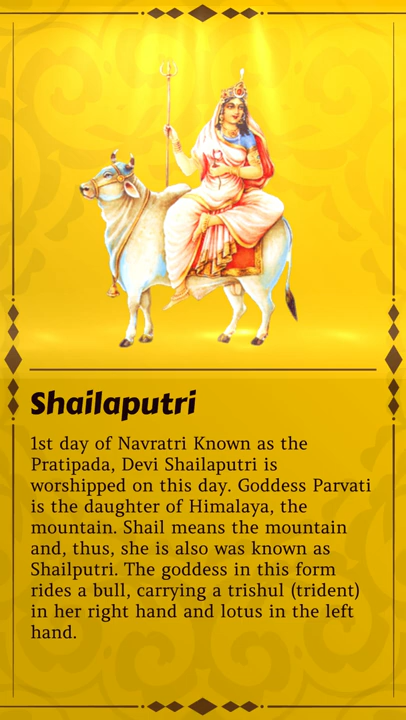 Shailaputri
1st day of Navratri Known as the
Pratipada, Devi Shailaputri is
worshipped on this day. Goddess Parvati
is the daughter of Himalaya, the
mountain. Shail means the mountain
and, thus, she is also was known as
Shailputri. The goddess in this form
rides a bull, carrying a trishul (trident)
in her right hand and lotus in the left
hand.